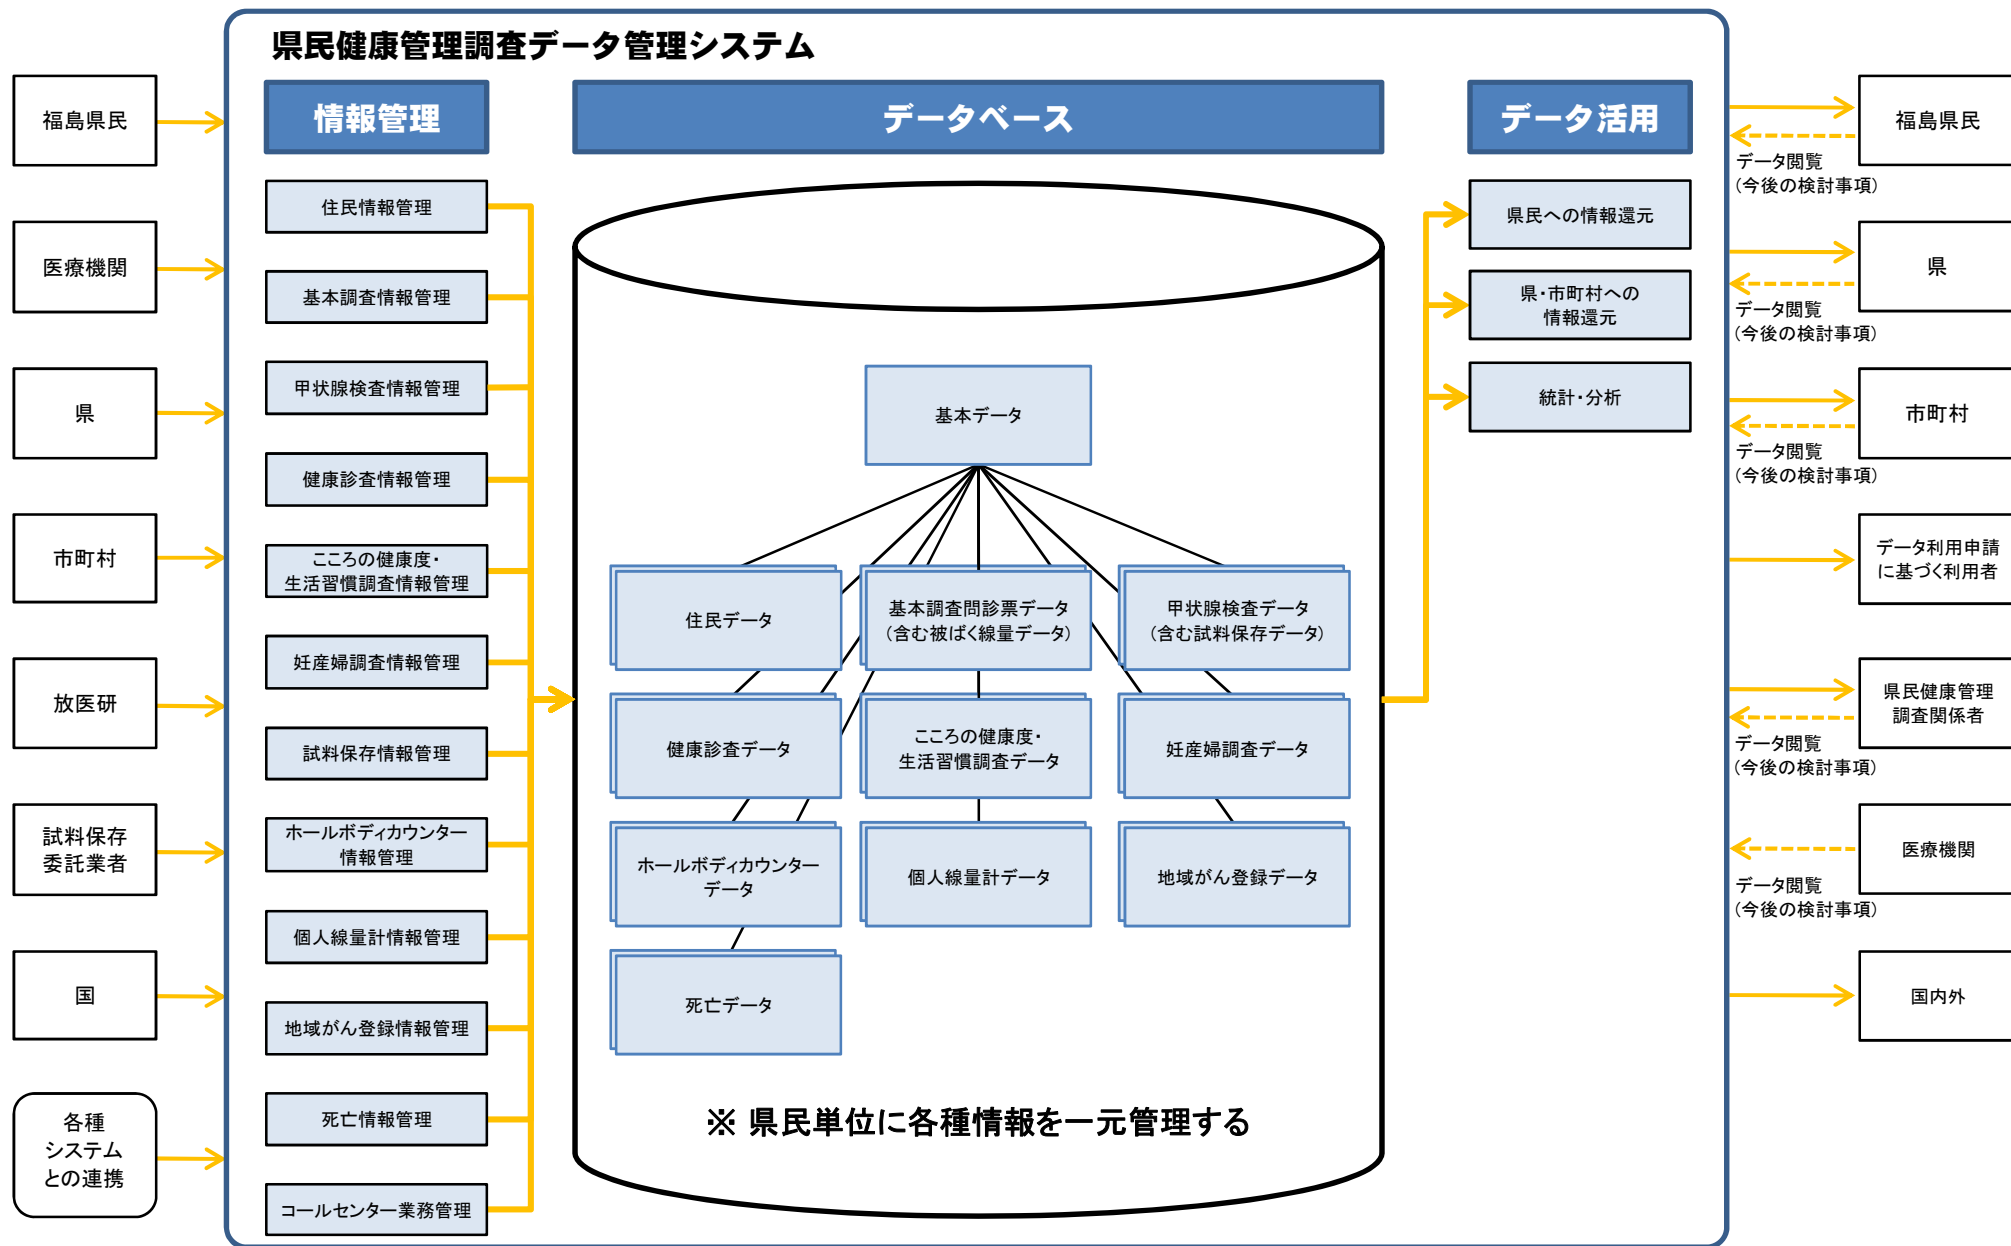 県民健康管理調査データ管理システム
福島県民
医療機関
県
市町村
放医研
試料保存
委託業者
国
各種
システム
との連携
情報管理
住民情報管理
基本調査情報管理
甲状腺検査情報管理
健康診査情報管理
こころの健康度・
生活習慣調査情報管理
妊産婦調査情報管理
試料保存情報管理
ホールボディカウンター
情報管理
個人線量計情報管理
地域がん登録情報管理
死亡情報管理
コールセンター業務管理
データベース
基本データ
住民データ
基本調査問診票データ
(含む被ばく線量データ)
甲状腺検査データ
(含む試料保存データ)
健康診査データ
こころの健康度・
生活習慣調査データ
妊産婦調査データ
ホールボディカウンター
データ
個人線量計データ
地域がん登録データ
死亡データ
※ 県民単位に各種情報を一元管理する
データ活用
県民への情報還元
県・市町村への
情報還元
統計・分析
福島県民
データ閲覧
(今後の検討事項)
県
データ閲覧
(今後の検討事項)
市町村
データ閲覧
(今後の検討事項)
データ利用申請
に基づく利用者
県民健康管理
調査関係者
データ閲覧
(今後の検討事項)
医療機関
データ閲覧
(今後の検討事項)
国内外